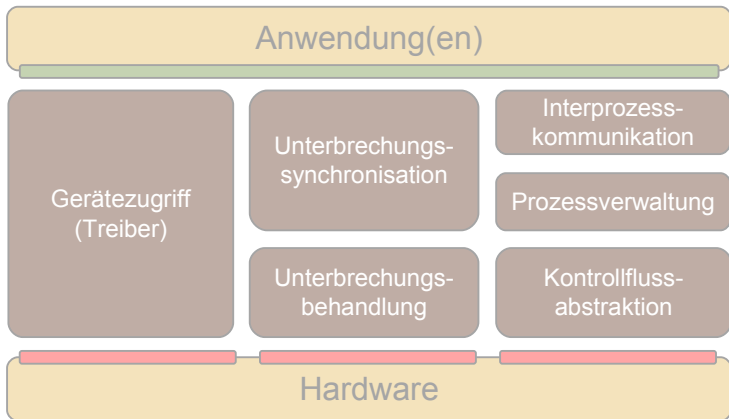 Anwendung(en)
Gerätezugriff
(Treiber)
Unterbrechungs-
synchronisation
Unterbrechungs-
behandlung
Interprozess-
kommunikation
Prozessverwaltung
Kontrollfluss-
abstraktion
Hardware